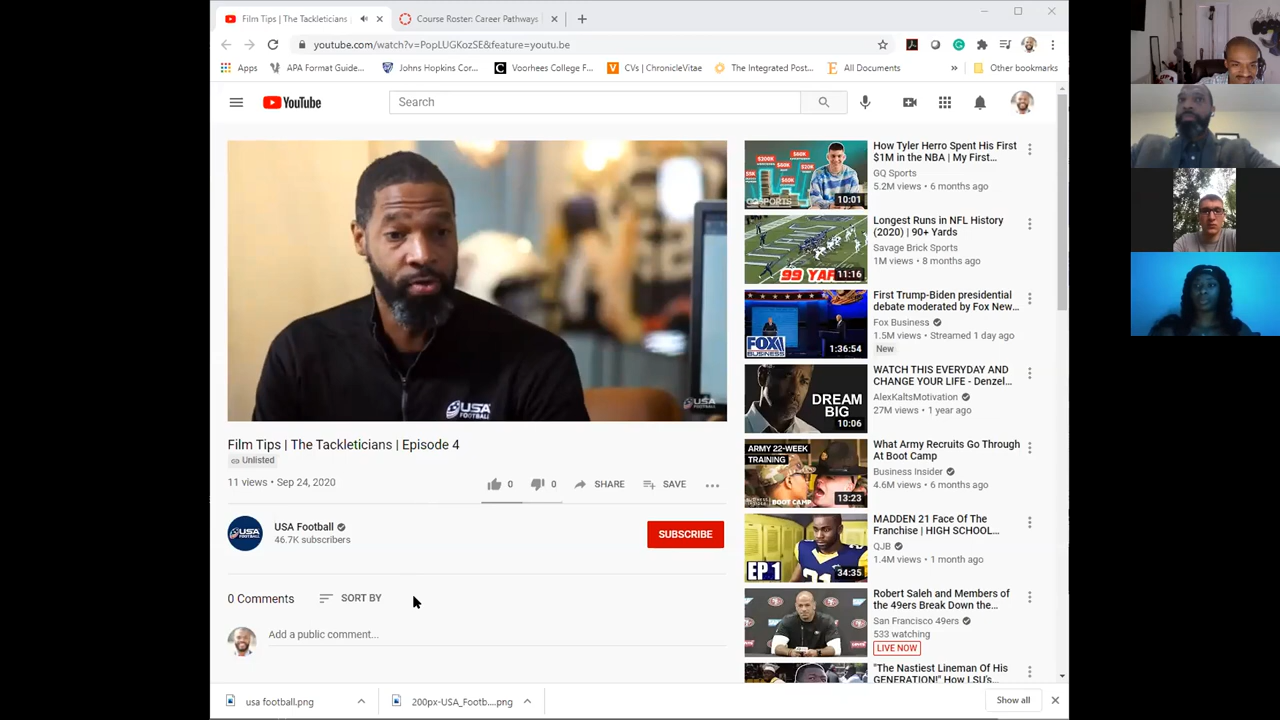 Film Tips | The Tackleticians
Course Roster: Career Pathways
youtube.com/watch?v=PopLUGKozSE&feature=youtu.be
Apps
APA Format Guide...
Johns Hopkins Cor...
Voorhees College F...
CVs | ChronicleVitae
The Integrated Post...
All Documents
»
Other bookmarks
YouTube
Search
USA
FOOTBALL
USA
FOOTBALL
Film Tips | The Tackleticians | Episode 4
Unlisted
11 views • Sep 24, 2020
0
0
SHARE
SAVE
USA Football
46.7K subscribers
SUBSCRIBE
0 Comments
SORT BY
Add a public comment...
GQ SPORTS
10:01
How Tyler Herro Spent His First
$1M in the NBA | My First...
GQ Sports
5.2M views • 6 months ago
99 YARDS
11:16
Longest Runs in NFL History
(2020) | 90+ Yards
Savage Brick Sports
1M views • 8 months ago
FOX
BUSINESS
1:36:54
First Trump-Biden presidential
debate moderated by Fox New...
Fox Business
1.5M views • Streamed 1 day ago
New
DREAM
BIG
10:06
WATCH THIS EVERYDAY AND
CHANGE YOUR LIFE - Denzel...
AlexKaltsMotivation
27M views • 1 year ago
ARMY 22-WEEK
TRAINING
BOOT CAMP
13:23
What Army Recruits Go Through
At Boot Camp
Business Insider
4.6M views • 6 months ago
EP 1
34:35
MADDEN 21 Face Of The
Franchise | HIGH SCHOOL...
QJB
1.4M views • 1 month ago
Robert Saleh and Members of
the 49ers Break Down the...
San Francisco 49ers
533 watching
LIVE NOW
"The Nastiest Lineman Of His
GENERATION!" How LSU's
usa football.png
200px-USA_Footb....png
Show all